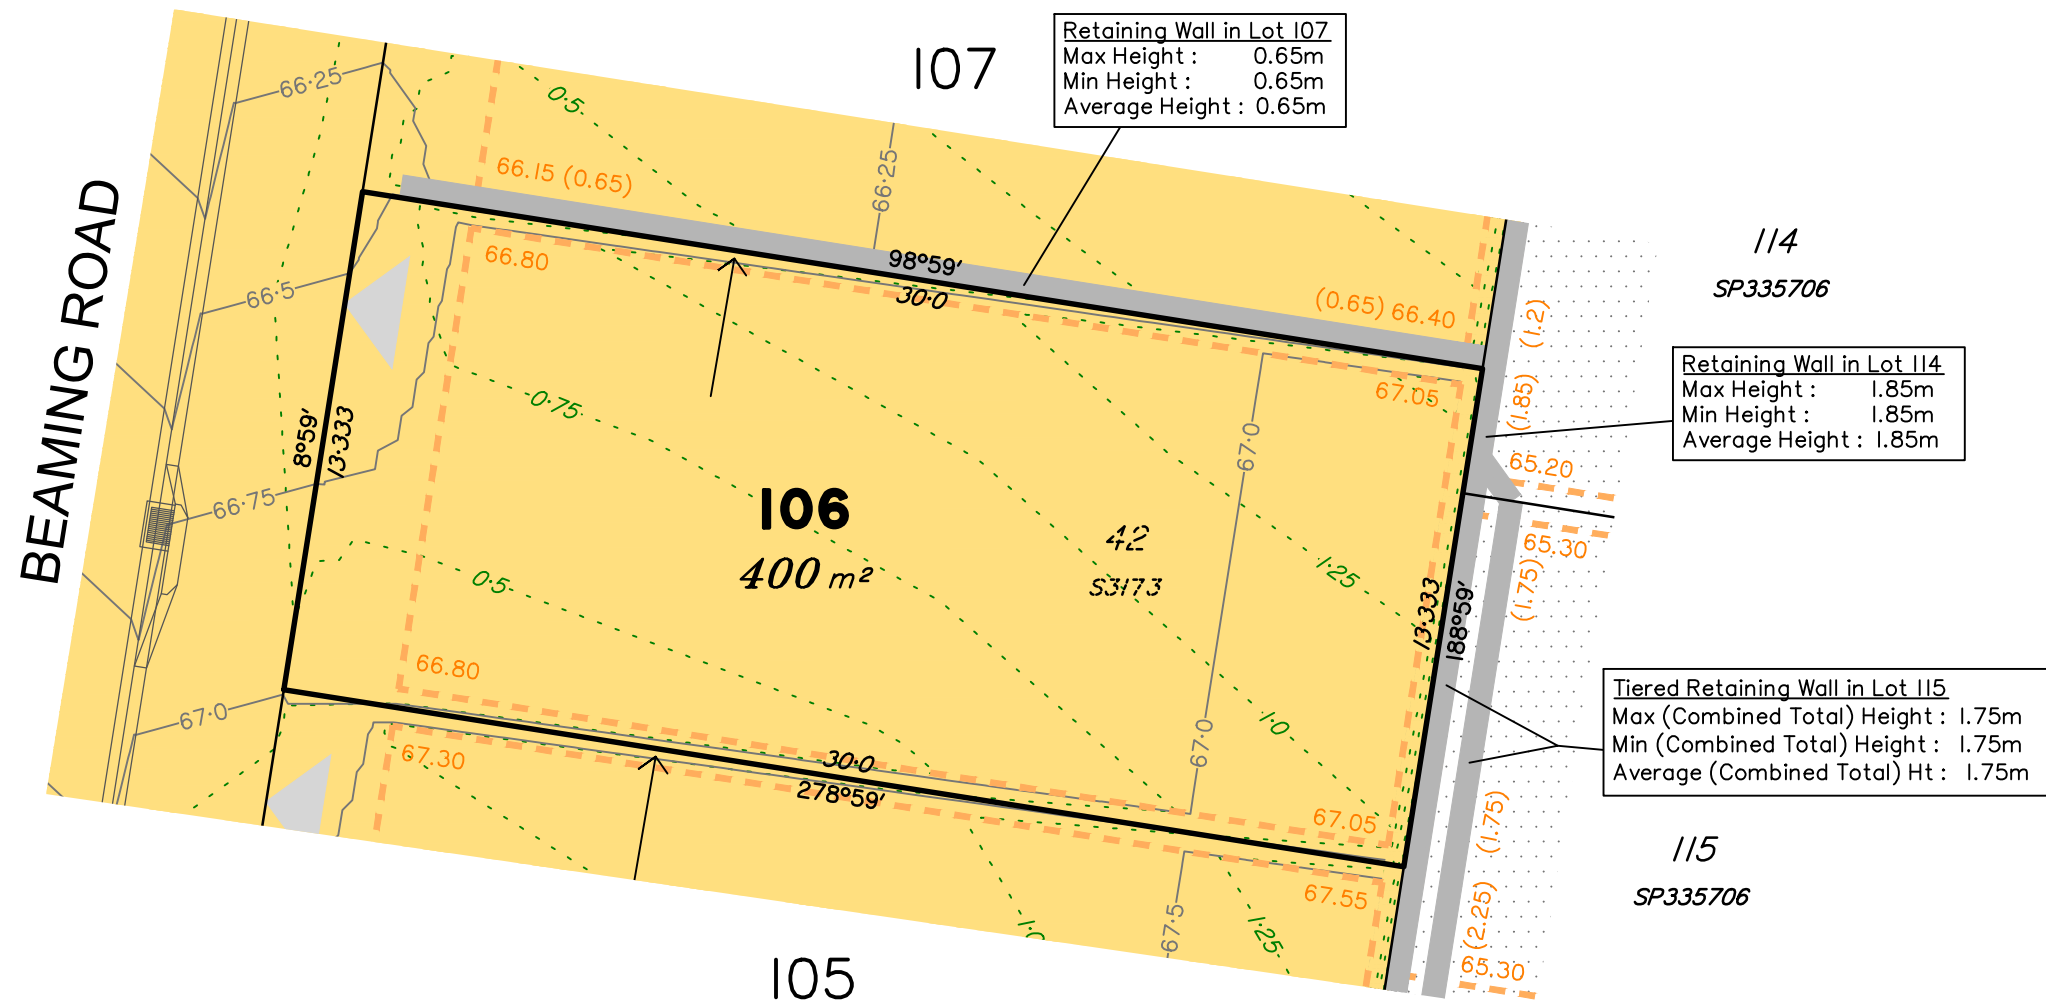 107
Retaining Wall in Lot 107
Max Height : 0.65m
Min Height : 0.65m
Average Height : 0.65m
66·25
0·5
66.15 (0.65)
66·25
BEAMING ROAD
98°59'
30·0
66.80
(0.65) 66.40
(1.2)
114
SP335706
66·5
Retaining Wall in Lot 114
Max Height : 1.85m
Min Height : 1.85m
Average Height : 1.85m
67.05
(1.85)
0·75
8°59'
13·333
67·0
65.20
66·75
106
400 m²
42
S3173
65.30
(1.75)
0·5
1·25
13·333
188°59'
66.80
67·0
1·0
67·0
Tiered Retaining Wall in Lot 115
Max (Combined Total) Height : 1.75m
Min (Combined Total) Height : 1.75m
Average (Combined Total) Ht : 1.75m
67.30
30·0
278°59'
67.05
(1.75)
115
SP335706
67.55
67·5
1·0
1·25
(2.25)
65.30
105